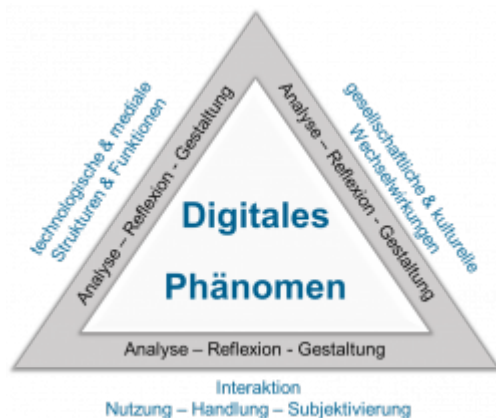 technologische & mediale
Strukturen & Funktionen
Analyse – Reflexion - Gestaltung
gesellschaftliche & kulturelle
Wechselwirkungen
Analyse – Reflexion - Gestaltung
Digitales
Phänomen
Analyse – Reflexion - Gestaltung
Interaktion
Nutzung – Handlung – Subjektivierung